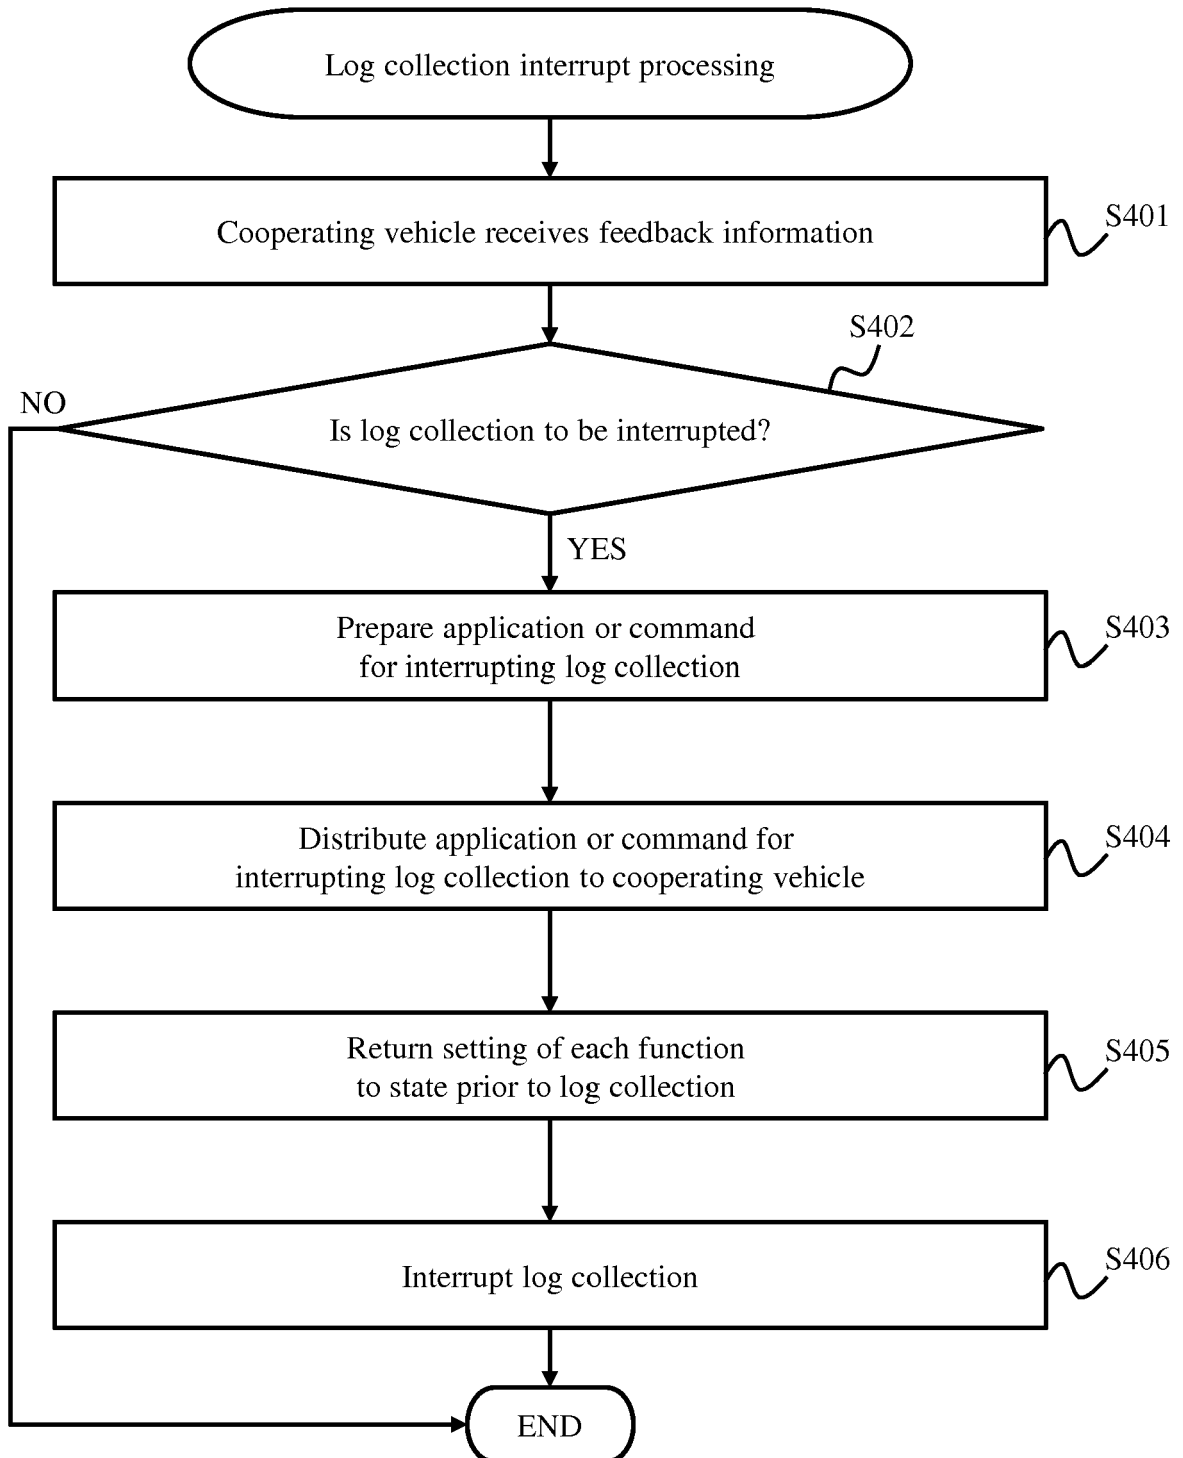 Log collection interrupt processing
Cooperating vehicle receives feedback information
S401
S402
NO
Is log collection to be interrupted?
YES
Prepare application or command
for interrupting log collection
S403
Distribute application or command for
interrupting log collection to cooperating vehicle
S404
Return setting of each function
to state prior to log collection
S405
Interrupt log collection
S406
END